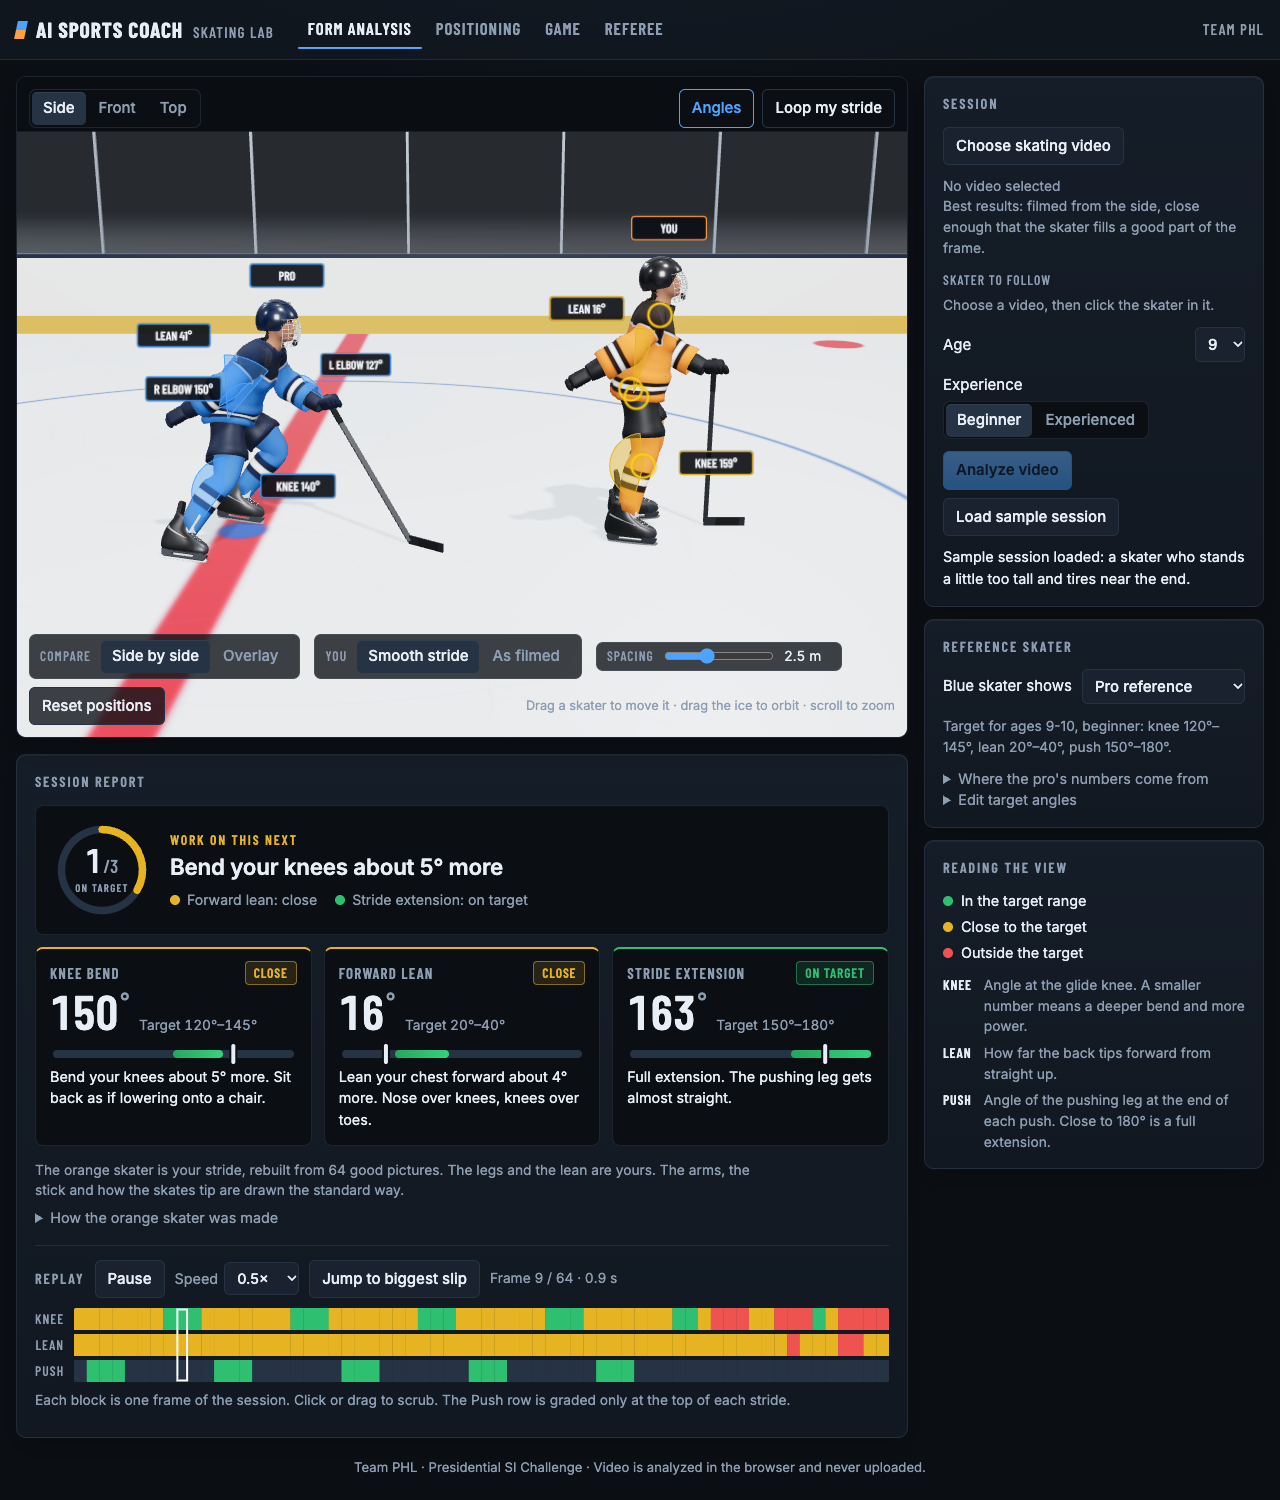 AI SPORTS COACH SKATING LAB FORM ANALYSIS POSITIONING GAME REFEREE TEAM PHL
Side Front Top Angles Loop my stride
YOU
PRO
LEAN 16°
LEAN 41°
L ELBOW 127°
R ELBOW 150°
KNEE 159°
KNEE 140°
COMPARE Side by side Overlay YOU Smooth stride As filmed SPACING 2.5 m
Reset positions Drag a skater to move it · drag the ice to orbit · scroll to zoom
SESSION
Choose skating video
No video selected
Best results: filmed from the side, close
enough that the skater fills a good part of the
frame.
SKATER TO FOLLOW
Choose a video, then click the skater in it.
Age 9
Experience
Beginner Experienced
Analyze video
Load sample session
Sample session loaded: a skater who stands
a little too tall and tires near the end.
REFERENCE SKATER
Blue skater shows Pro reference
Target for ages 9-10, beginner: knee 120°–
145°, lean 20°–40°, push 150°–180°.
Where the pro's numbers come from
Edit target angles
READING THE VIEW
In the target range
Close to the target
Outside the target
KNEE Angle at the glide knee. A smaller
number means a deeper bend and more
power.
LEAN How far the back tips forward from
straight up.
PUSH Angle of the pushing leg at the end of
each push. Close to 180° is a full
extension.
SESSION REPORT
1/3
ON TARGET
WORK ON THIS NEXT
Bend your knees about 5° more
Forward lean: close Stride extension: on target
KNEE BEND CLOSE
150° Target 120°–145°
Bend your knees about 5° more. Sit
back as if lowering onto a chair.
FORWARD LEAN CLOSE
16° Target 20°–40°
Lean your chest forward about 4°
more. Nose over knees, knees over
toes.
STRIDE EXTENSION ON TARGET
163° Target 150°–180°
Full extension. The pushing leg gets
almost straight.
The orange skater is your stride, rebuilt from 64 good pictures. The legs and the lean are yours. The arms, the
stick and how the skates tip are drawn the standard way.
How the orange skater was made
REPLAY Pause Speed 0.5× Jump to biggest slip Frame 9 / 64 · 0.9 s
KNEE
LEAN
PUSH
Each block is one frame of the session. Click or drag to scrub. The Push row is graded only at the top of each stride.
Team PHL · Presidential SI Challenge · Video is analyzed in the browser and never uploaded.